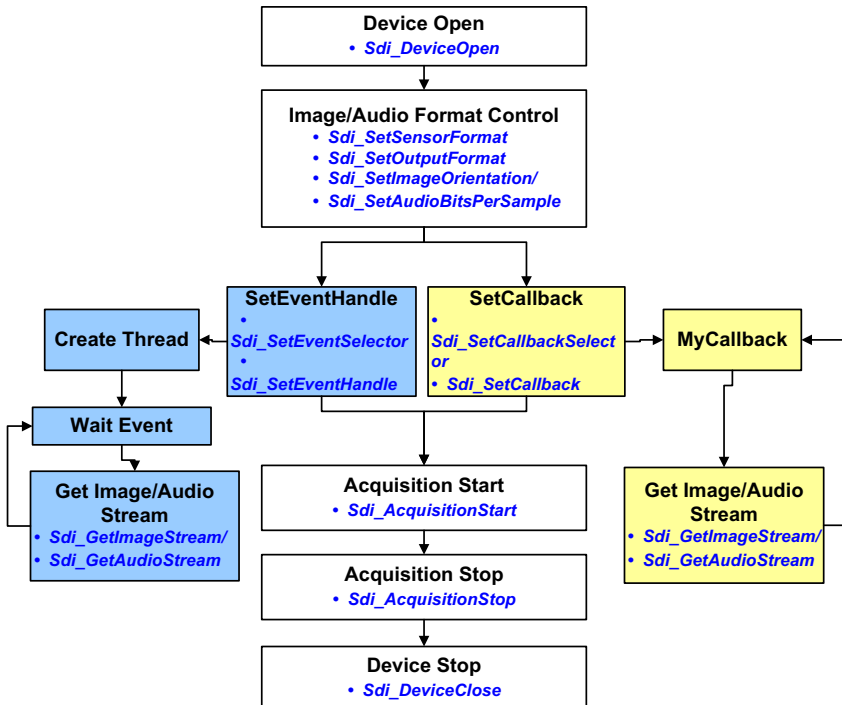 Device Open
• Sdi_DeviceOpen
Image/Audio Format Control
• Sdi_SetSensorFormat
• Sdi_SetOutputFormat
• Sdi_SetImageOrientation/
• Sdi_SetAudioBitsPerSample
SetEventHandle
•
Sdi_SetEventSelector
•
Sdi_SetEventHandle
SetCallback
•
Sdi_SetCallbackSelect
or
• Sdi_SetCallback
Create Thread
MyCallback
Wait Event
Get Image/Audio
Stream
• Sdi_GetImageStream/
• Sdi_GetAudioStream
Get Image/Audio
Stream
• Sdi_GetImageStream/
• Sdi_GetAudioStream
Acquisition Start
• Sdi_AcquisitionStart
Acquisition Stop
• Sdi_AcquisitionStop
Device Stop
• Sdi_DeviceClose